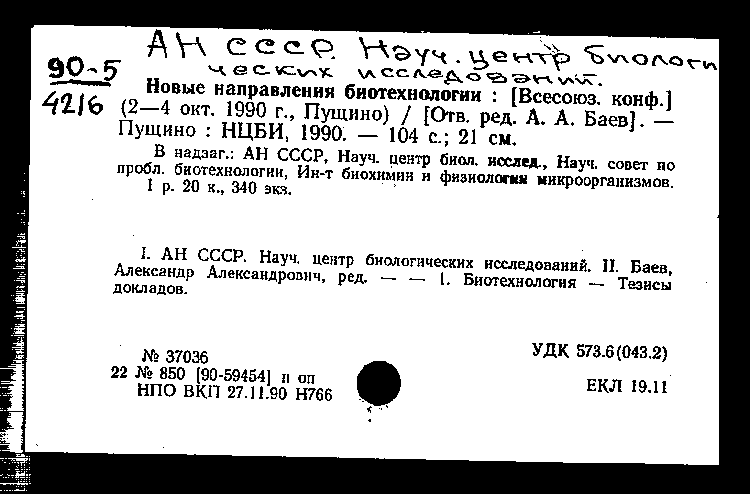 АН СССР. Науч. центр биологи
90-5 ческих исследований.
4216 Новые направления биотехнологии : [Всесоюз. конф.]
(2—4 окт. 1990 г., Пущино) / [Отв. ред. А. А. Баев]. —
Пущино : НЦБИ, 1990. — 104 с.; 21 см.
В надзаг.: АН СССР, Науч. центр биол. исслед., Науч. совет по
пробл. биотехнологии, Ин-т биохимии и физиологии микроорганизмов.
1 р. 20 к., 340 экз.
I. АН СССР. Науч. центр биологических исследований. II. Баев,
Александр Александрович, ред. — — 1. Биотехнология — Тезисы
докладов.
№ 37036
УДК 573.6(043.2)
22 № 850 [90-59454] п оп
НПО ВКП 27.11.90 Н766
ЕКЛ 19.11